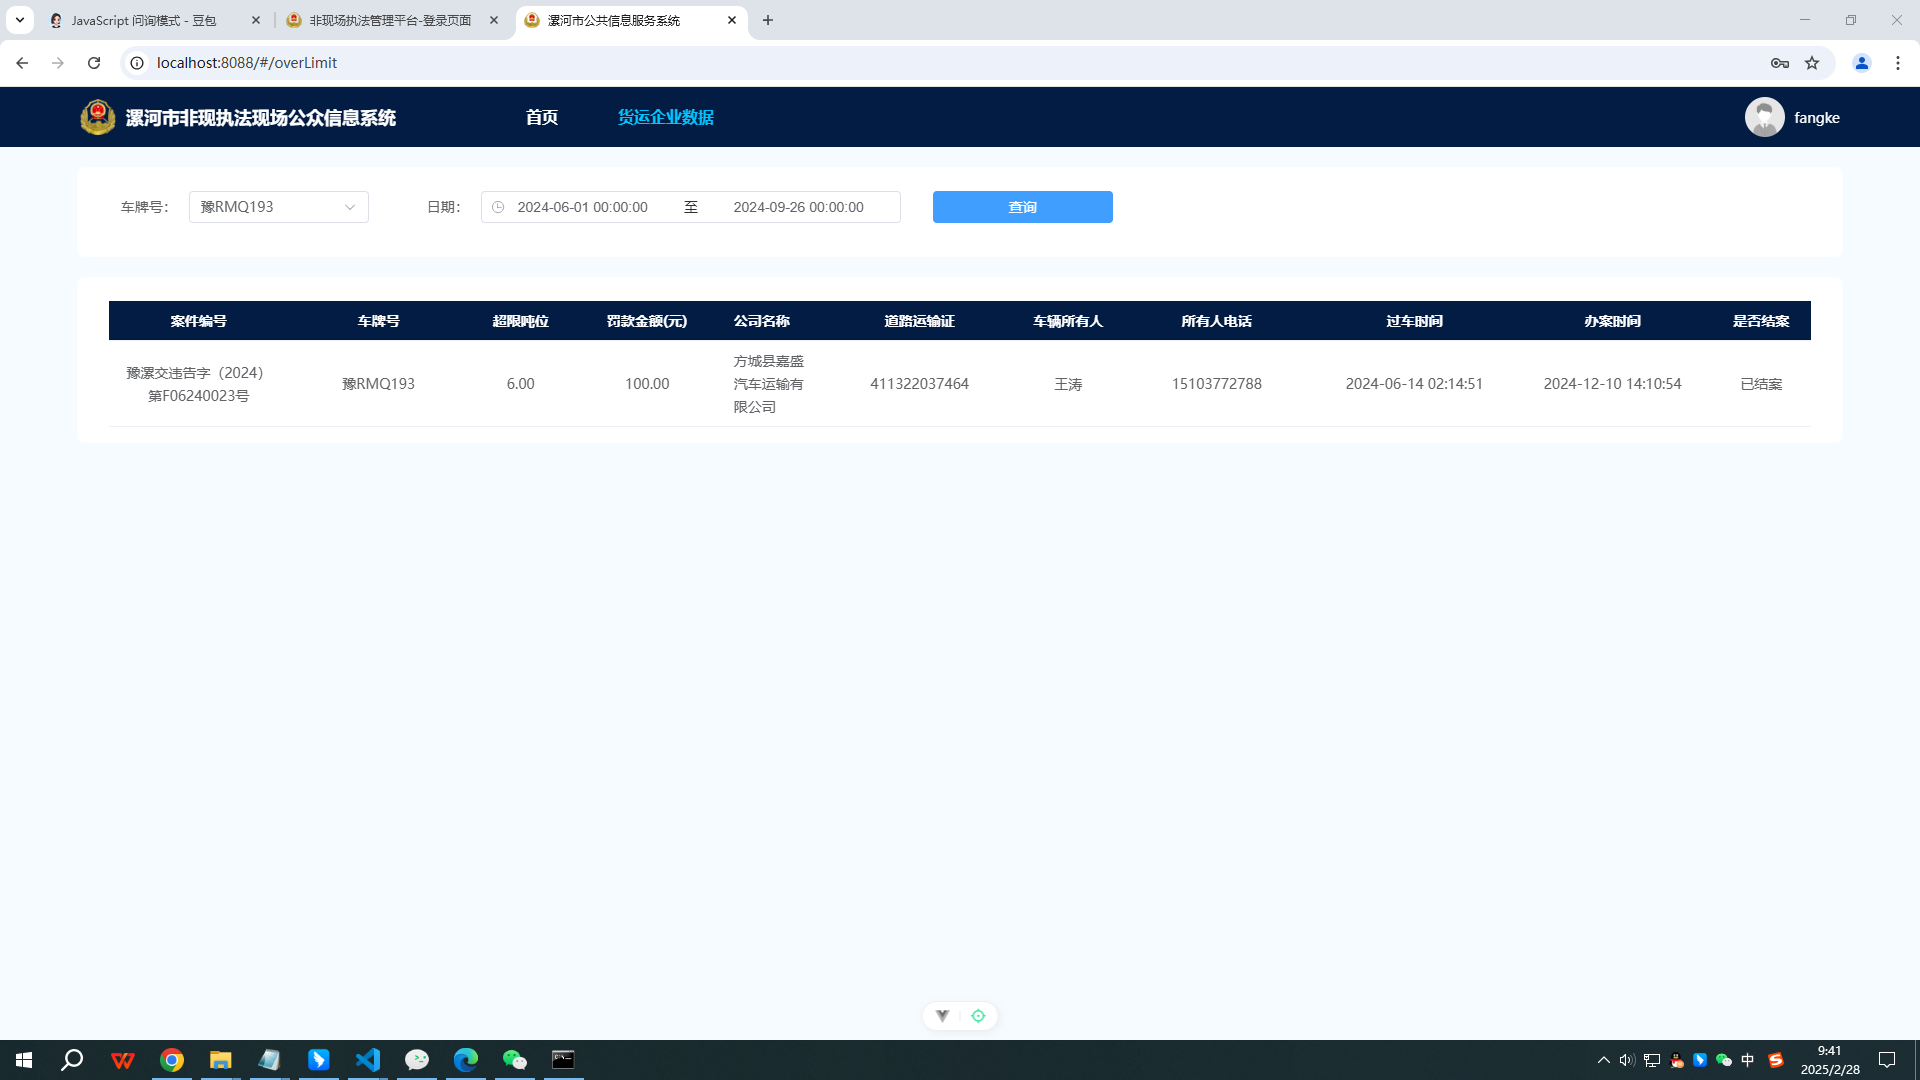 JavaScript 问询模式 - 豆包
非现场执法管理平台-登录页面
漯河市公共信息服务系统
localhost:8088/#/overLimit
漯河市非现执法现场公众信息系统
首页
货运企业数据
fangke
车牌号：
豫RMQ193
日期：
2024-06-01 00:00:00 至 2024-09-26 00:00:00
查询
案件编号 车牌号 超限吨位 罚款金额(元) 公司名称 道路运输证 车辆所有人 所有人电话 过车时间 办案时间 是否结案
豫漯交违告字（2024）
第F06240023号
豫RMQ193
6.00
100.00
方城县嘉盛
汽车运输有
限公司
411322037464
王涛
15103772788
2024-06-14 02:14:51
2024-12-10 14:10:54
已结案
中
9:41
2025/2/28